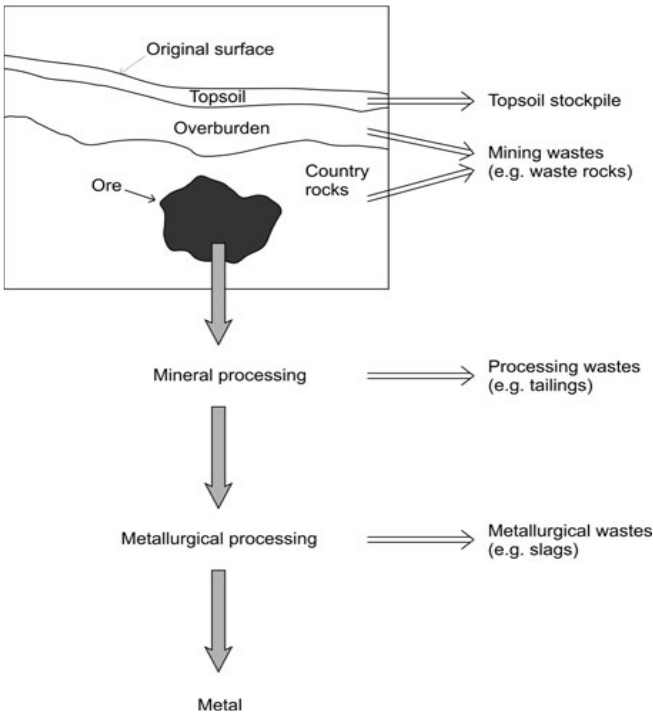 Original surface
Topsoil
Topsoil stockpile
Overburden
Mining wastes
(e.g. waste rocks)
Country
rocks
Ore
Mineral processing
Processing wastes
(e.g. tailings)
Metallurgical processing
Metallurgical wastes
(e.g. slags)
Metal